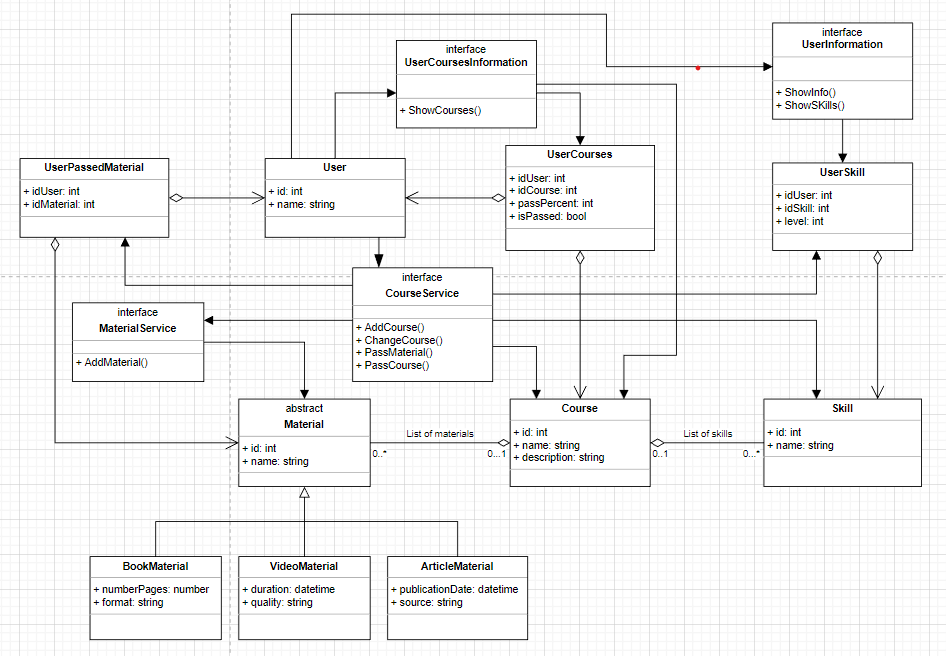 interface
UserInformation
+ ShowInfo()
+ ShowSKills()
interface
UserCoursesInformation
+ ShowCourses()
UserPassedMaterial
+ idUser: int
+ idMaterial: int
User
+ id: int
+ name: string
UserCourses
+ idUser: int
+ idCourse: int
+ passPercent: int
+ isPassed: bool
UserSkill
+ idUser: int
+ idSkill: int
+ level: int
interface
CourseService
+ AddCourse()
+ ChangeCourse()
+ PassMaterial()
+ PassCourse()
interface
MaterialService
+ AddMaterial()
abstract
Material
+ id: int
+ name: string
List of materials
0..*
0...1
Course
+ id: int
+ name: string
+ description: string
List of skills
0..1
0...*
Skill
+ id: int
+ name: string
BookMaterial
+ numberPages: number
+ format: string
VideoMaterial
+ duration: datetime
+ quality: string
ArticleMaterial
+ publicationDate: datetime
+ source: string